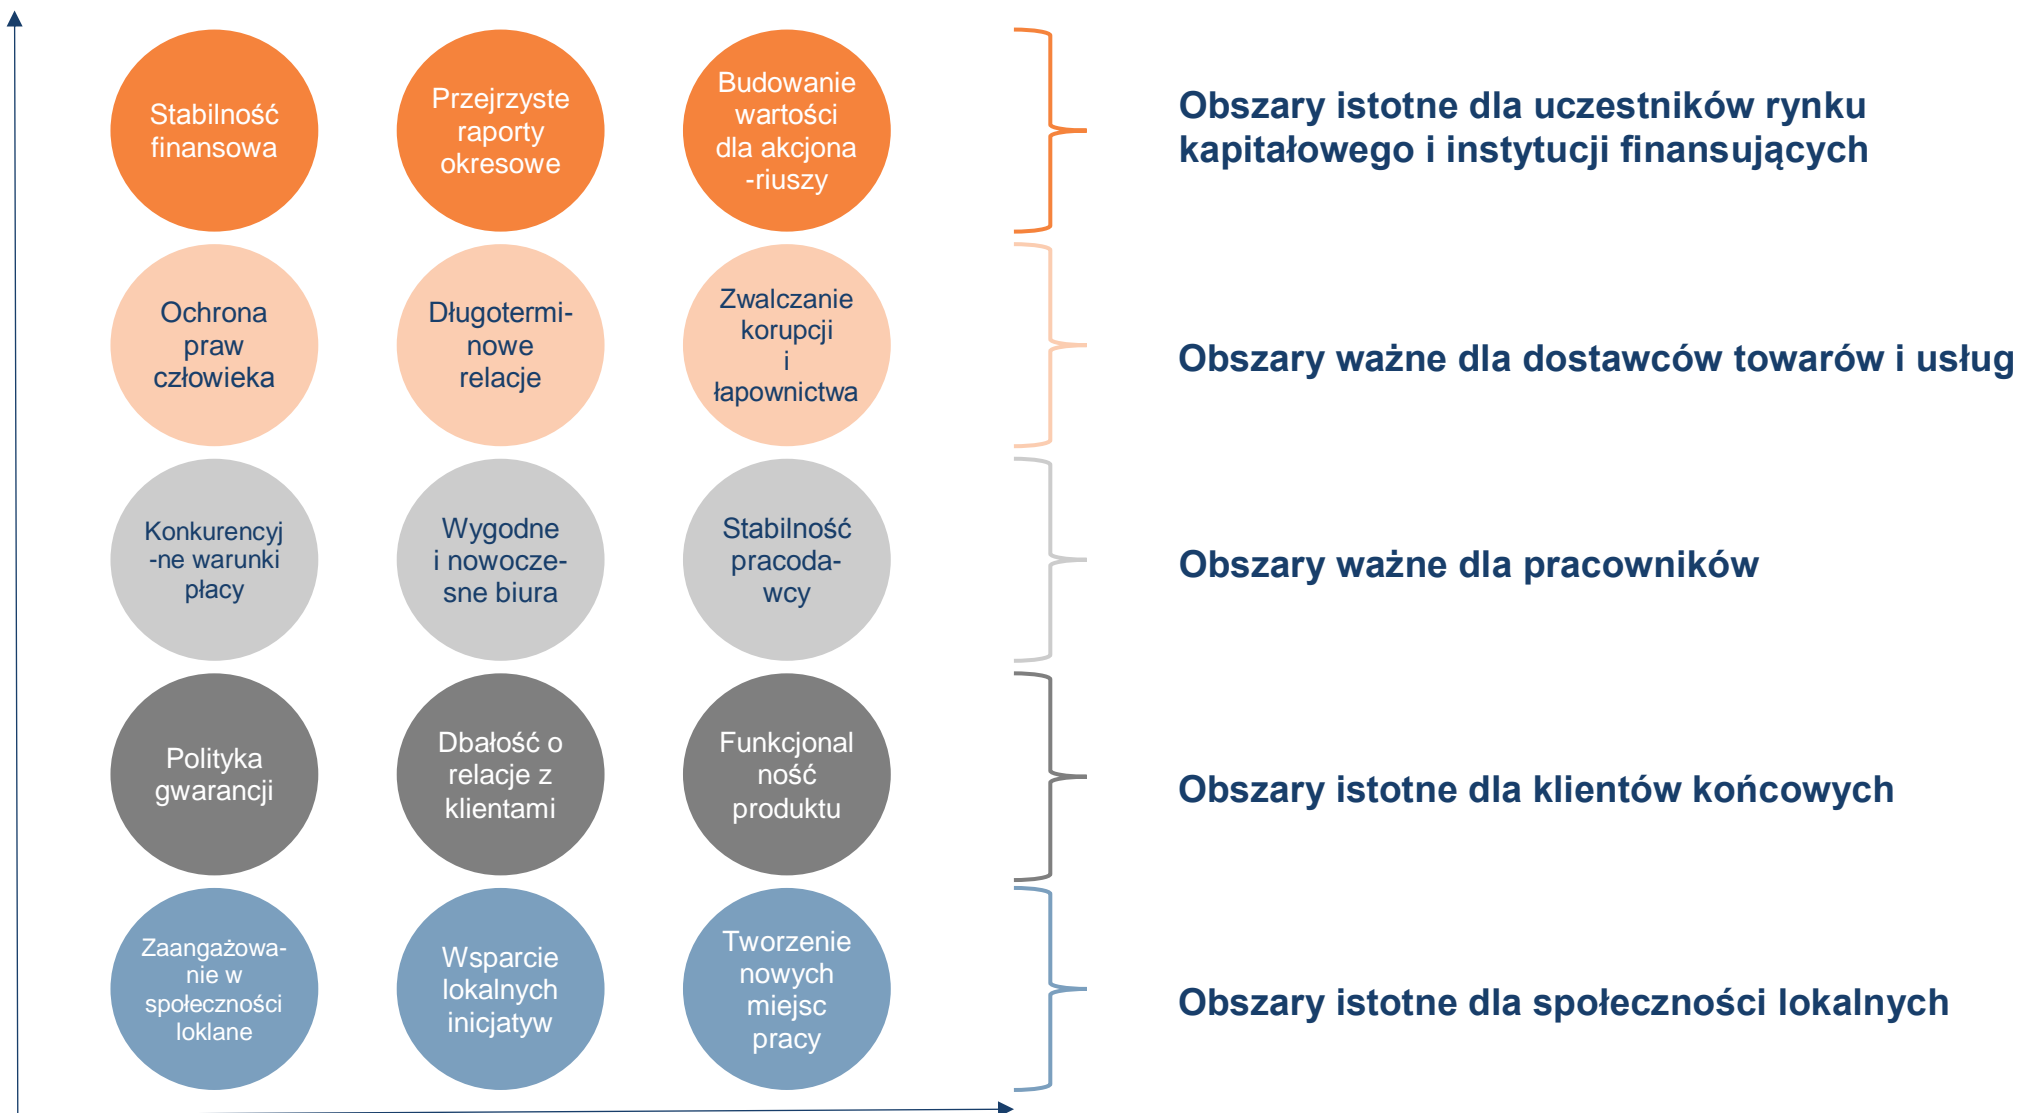 Stabilność
finansowa
Przejrzyste
raporty
okresowe
Budowanie
wartości
dla akcjona
-riuszy
Obszary istotne dla uczestników rynku
kapitałowego i instytucji finansujących
Ochrona
praw
człowieka
Długotermi-
nowe
relacje
Zwalczanie
korupcji
i
łapownictwa
Obszary ważne dla dostawców towarów i usług
Konkurencyj
-ne warunki
płacy
Wygodne
i nowocze-
sne biura
Stabilność
pracoda-
wcy
Obszary ważne dla pracowników
Polityka
gwarancji
Dbałość o
relacje z
klientami
Funkcjonal
ność
produktu
Obszary istotne dla klientów końcowych
Zaangażowa-
nie w
społeczności
loklane
Wsparcie
lokalnych
inicjatyw
Tworzenie
nowych
miejsc
pracy
Obszary istotne dla społeczności lokalnych